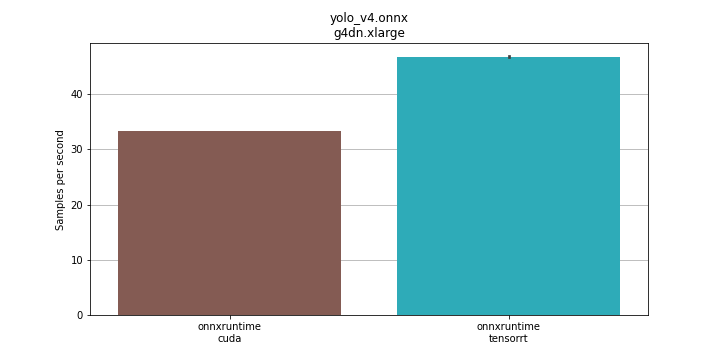 yolo_v4.onnx
g4dn.xlarge
Samples per second
40
30
20
10
0
onnxruntime
cuda
onnxruntime
tensorrt